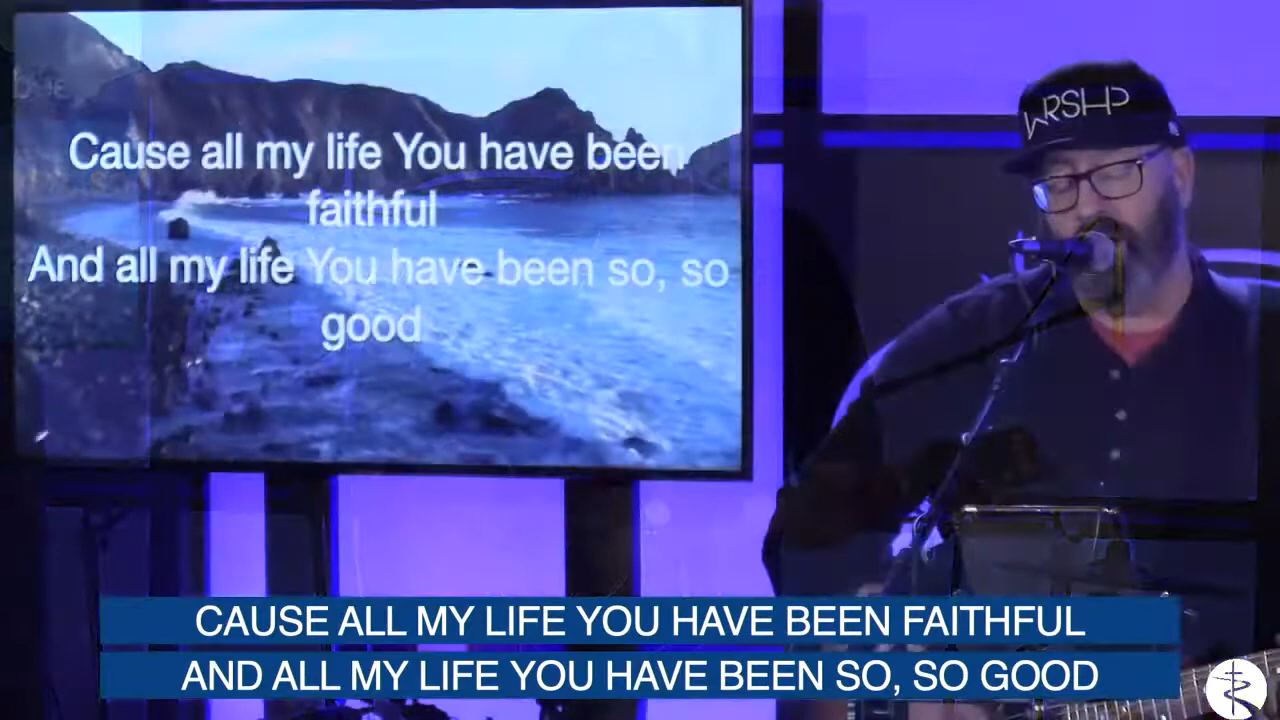 Cause all my life You have been
faithful
And all my life You have been so, so
good
WRSHP
CAUSE ALL MY LIFE YOU HAVE BEEN FAITHFUL
AND ALL MY LIFE YOU HAVE BEEN SO, SO GOOD